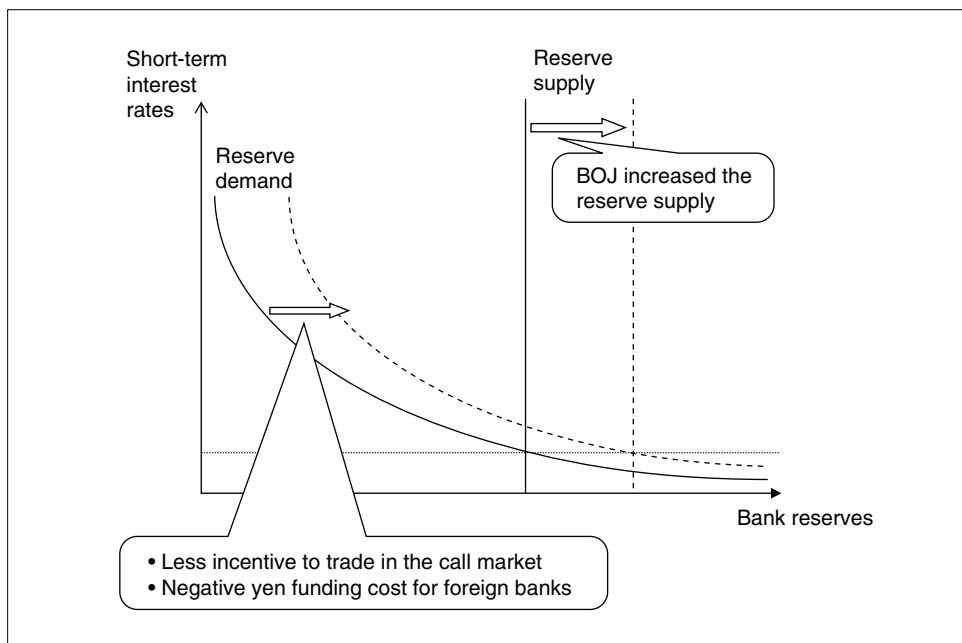 Short-term
interest
rates
Reserve
supply
Reserve
demand
BOJ increased the
reserve supply
Bank reserves
• Less incentive to trade in the call market
• Negative yen funding cost for foreign banks